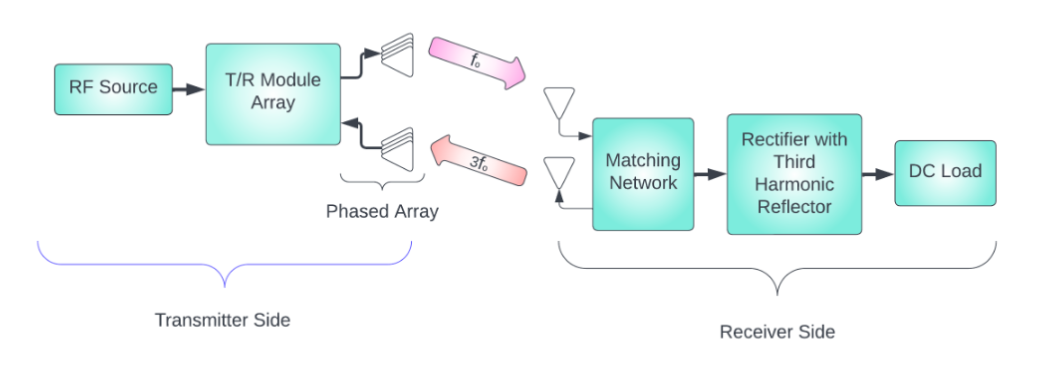 RF Source
T/R Module
Array
fₒ
3fₒ
Phased Array
Matching
Network
Rectifier with
Third
Harmonic
Reflector
DC Load
Transmitter Side
Receiver Side